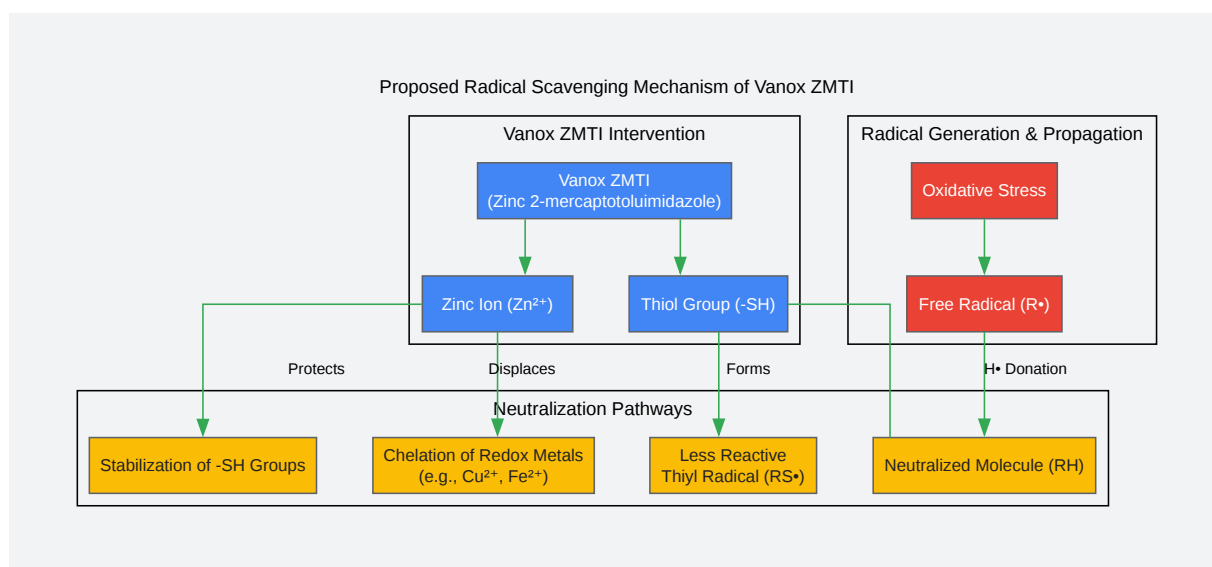 Proposed Radical Scavenging Mechanism of Vanox ZMTI
Vanox ZMTI Intervention
Radical Generation & Propagation
Vanox ZMTI
(Zinc 2-mercaptotoluimidazole)
Oxidative Stress
Zinc Ion (Zn²⁺)
Thiol Group (-SH)
Free Radical (R•)
Protects
Displaces
Forms
H• Donation
Neutralization Pathways
Stabilization of -SH Groups
Chelation of Redox Metals
(e.g., Cu²⁺, Fe²⁺)
Less Reactive
Thiyl Radical (RS•)
Neutralized Molecule (RH)